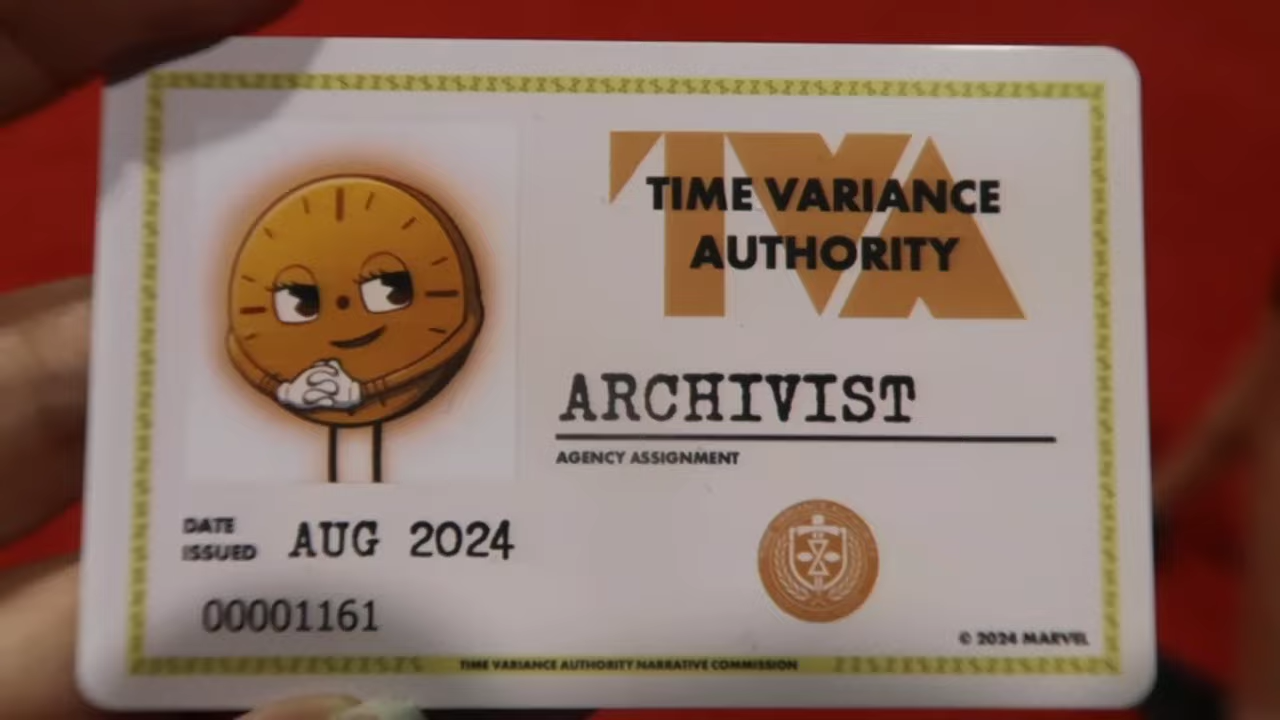 TVA
TIME VARIANCE
AUTHORITY
ARCHIVIST
AGENCY ASSIGNMENT
DATE
ISSUED
AUG 2024
00001161
© 2024 MARVEL
TIME VARIANCE AUTHORITY NARRATIVE COMMISSION